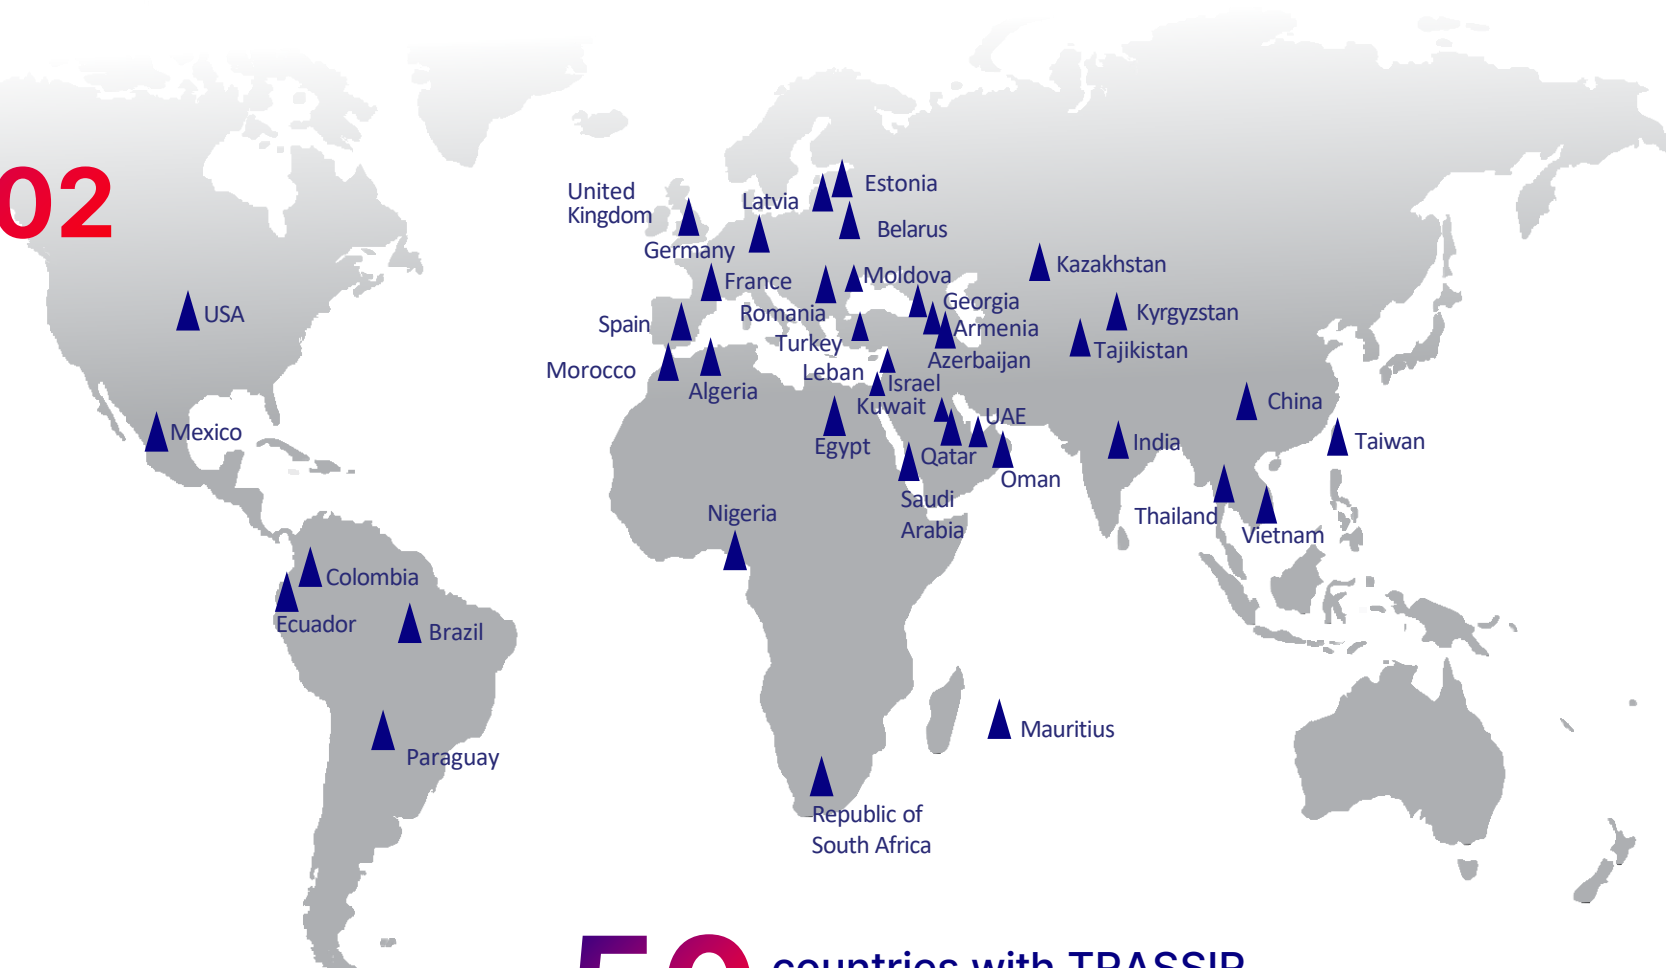 02
United
Kingdom
Latvia
Estonia
Belarus
Germany
France
Moldova
Kazakhstan
USA
Spain
Romania
Georgia
Kyrgyzstan
Turkey
Armenia
Tajikistan
Morocco
Leban
Azerbaijan
Algeria
Israel
Kuwait
UAE
China
Mexico
Egypt
Qatar
India
Taiwan
Oman
Saudi
Arabia
Nigeria
Thailand
Vietnam
Colombia
Ecuador
Brazil
Mauritius
Paraguay
Republic of
South Africa
countries with TRASSIR